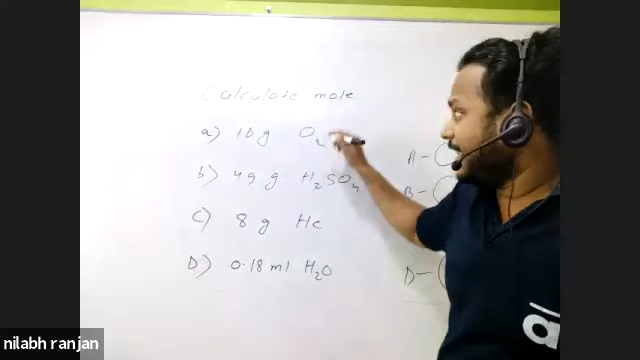 Calculate mole
a) 16 g O2
b) 49 g H2SO4
c) 8 g He
D) 0.18 ml H2O
A - (
B - (
D - (
a
nilabh ranjan